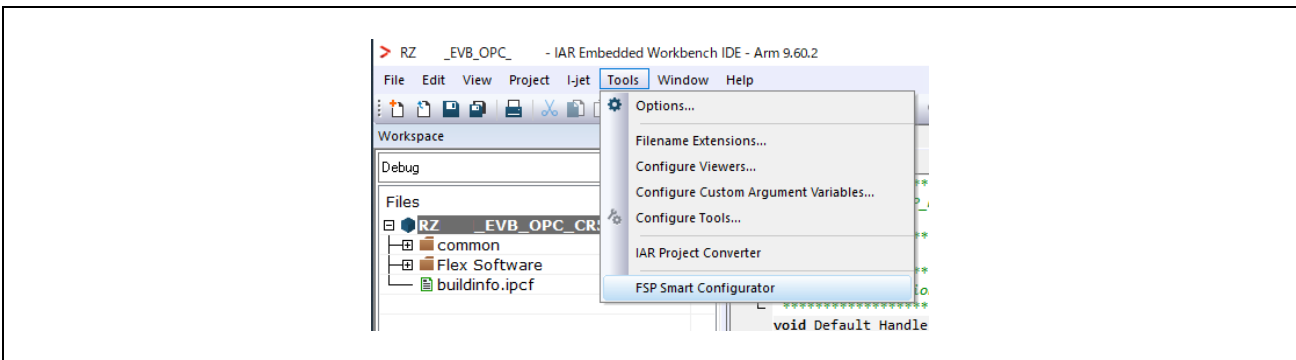 RZ _EVB_OPC_ - IAR Embedded Workbench IDE - Arm 9.60.2
File Edit View Project I-jet Tools Window Help
Options...
Workspace
Filename Extensions...
Debug
Configure Viewers...
Configure Custom Argument Variables...
Files
Configure Tools...
RZ _EVB_OPC_CR5
common
IAR Project Converter
Flex Software
buildinfo.ipcf
FSP Smart Configurator
******************
void Default Handle